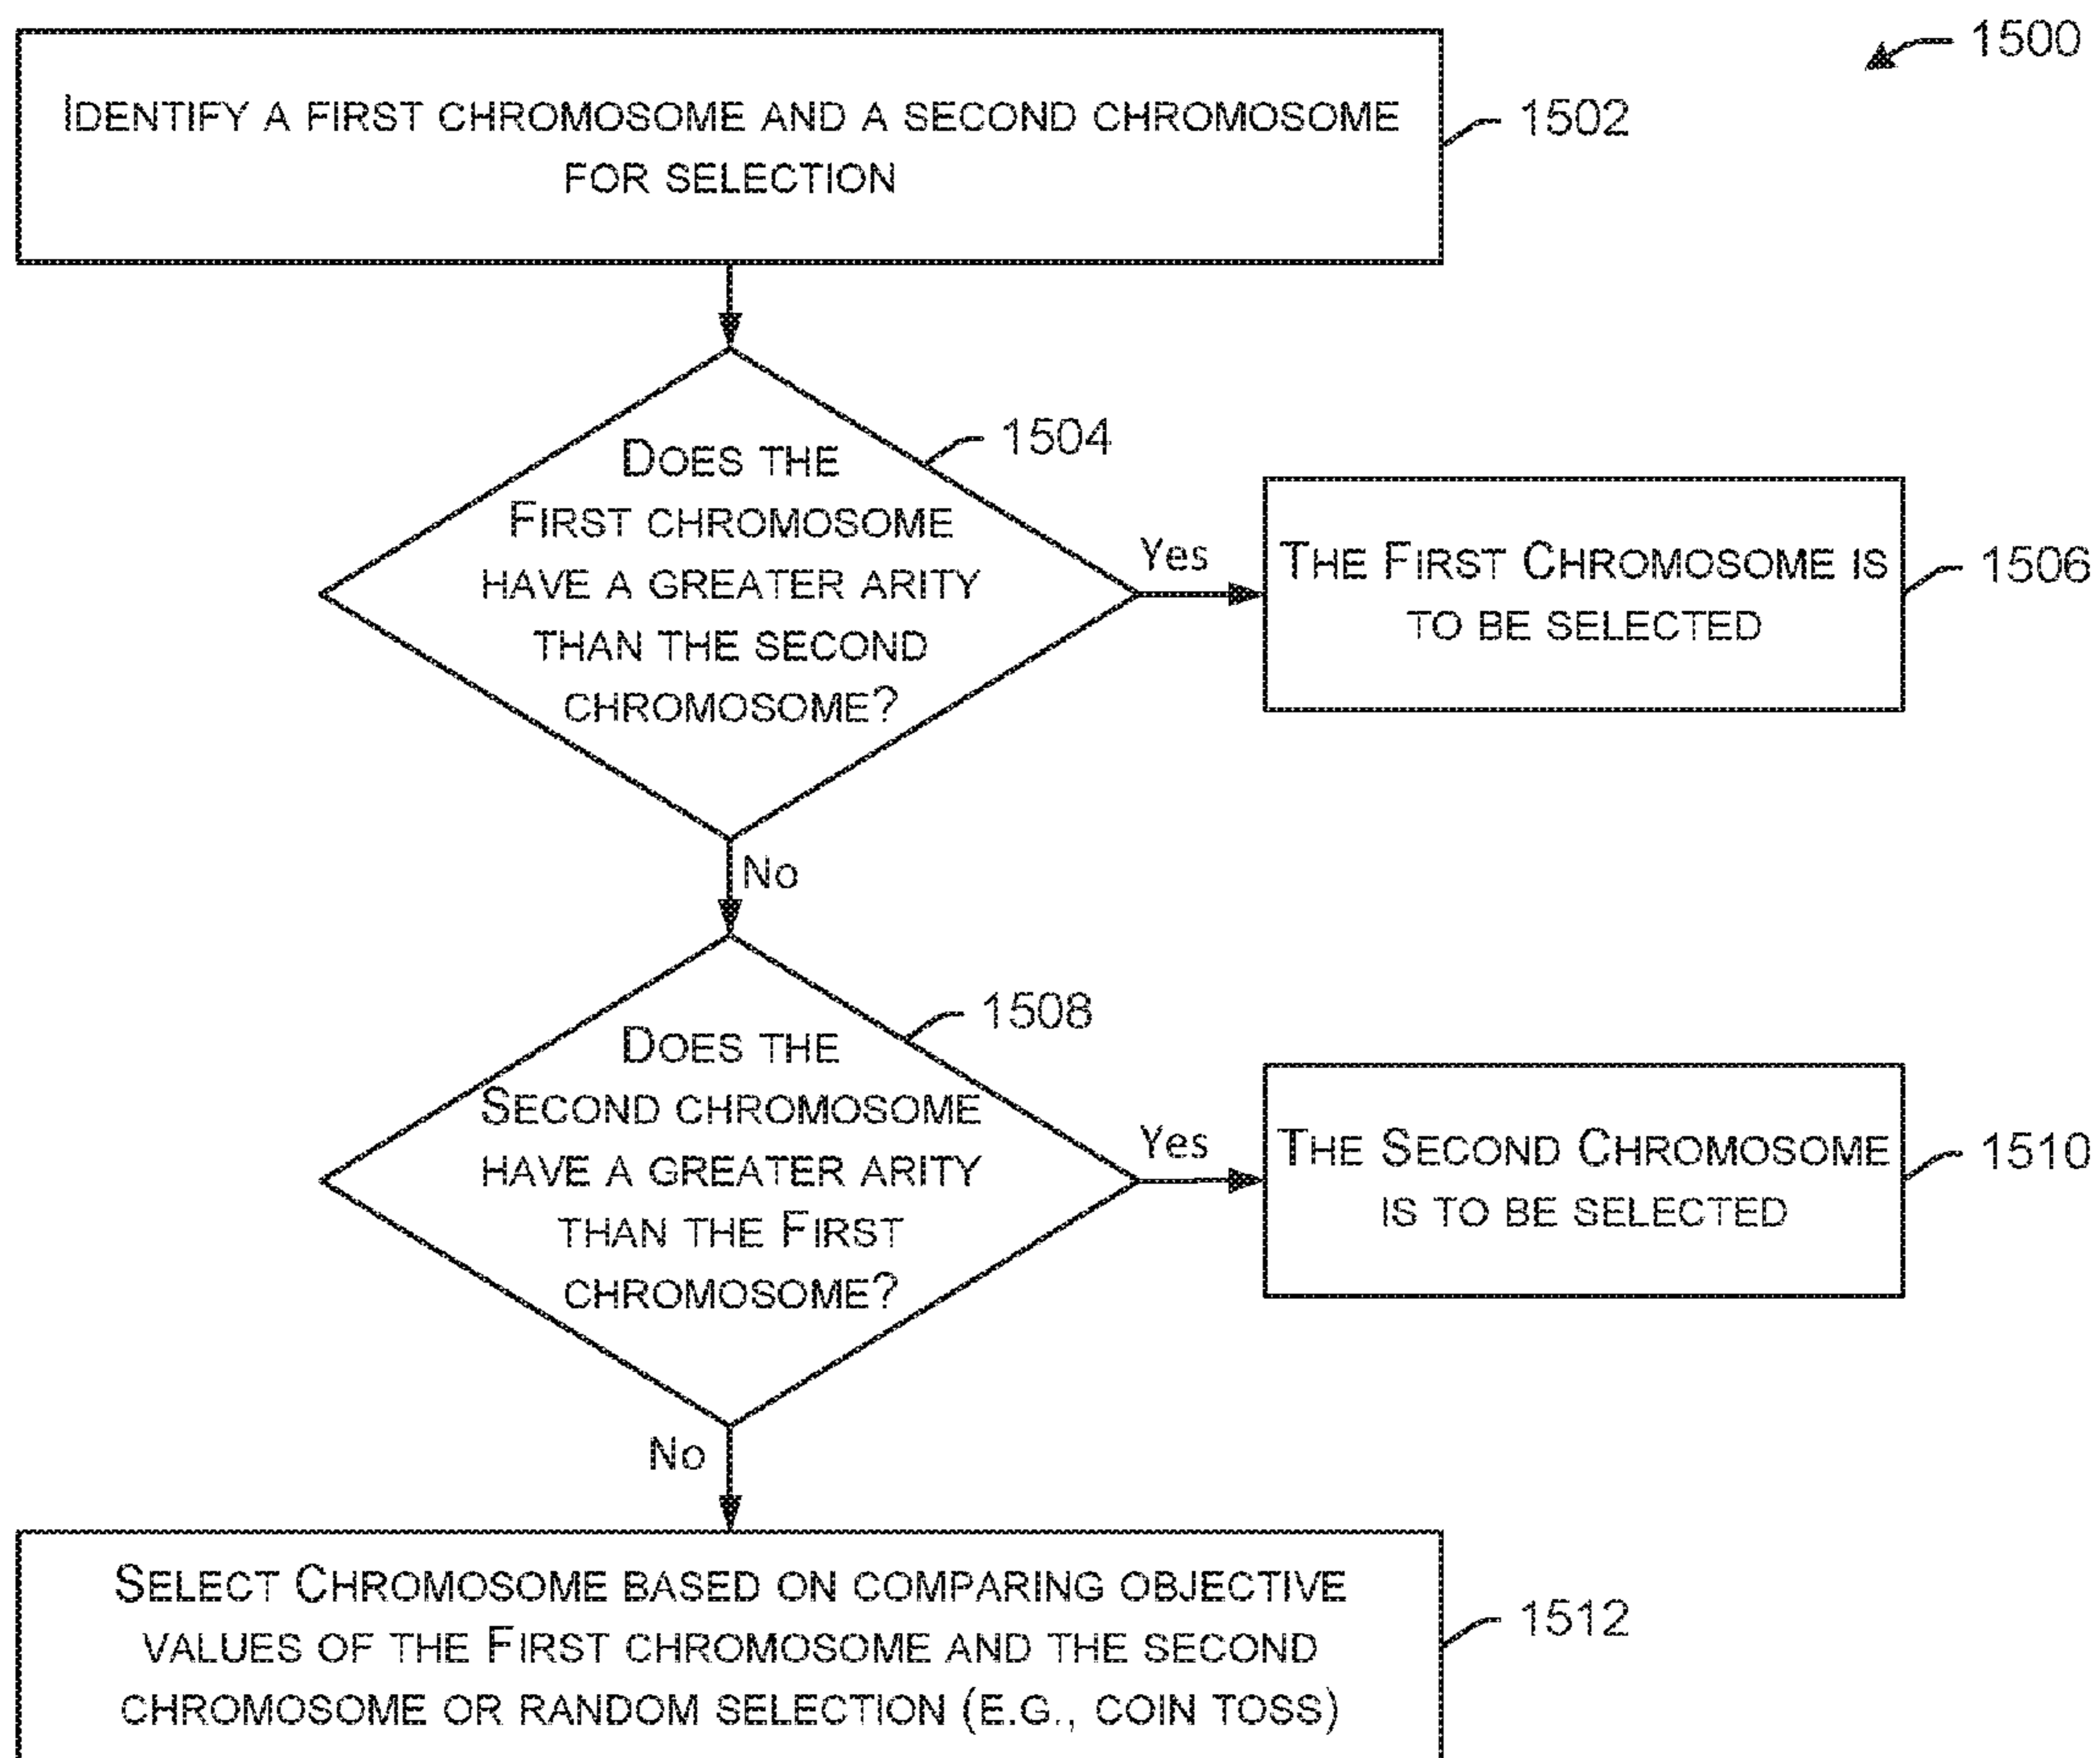 1500
IDENTIFY A FIRST CHROMOSOME AND A SECOND CHROMOSOME
FOR SELECTION
1502
DOES THE
FIRST CHROMOSOME
HAVE A GREATER ARITY
THAN THE SECOND
CHROMOSOME?
1504
Yes
THE FIRST CHROMOSOME IS
TO BE SELECTED
1506
No
DOES THE
SECOND CHROMOSOME
HAVE A GREATER ARITY
THAN THE FIRST
CHROMOSOME?
1508
Yes
THE SECOND CHROMOSOME
IS TO BE SELECTED
1510
No
SELECT CHROMOSOME BASED ON COMPARING OBJECTIVE
VALUES OF THE FIRST CHROMOSOME AND THE SECOND
CHROMOSOME OR RANDOM SELECTION (E.G., COIN TOSS)
1512